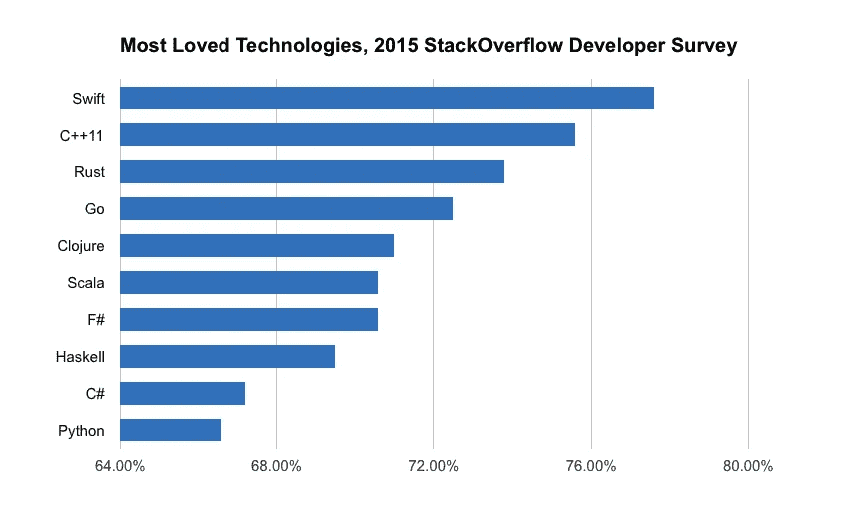 Most Loved Technologies, 2015 StackOverflow Developer Survey
Swift
C++11
Rust
Go
Clojure
Scala
F#
Haskell
C#
Python
64.00% 68.00% 72.00% 76.00% 80.00%